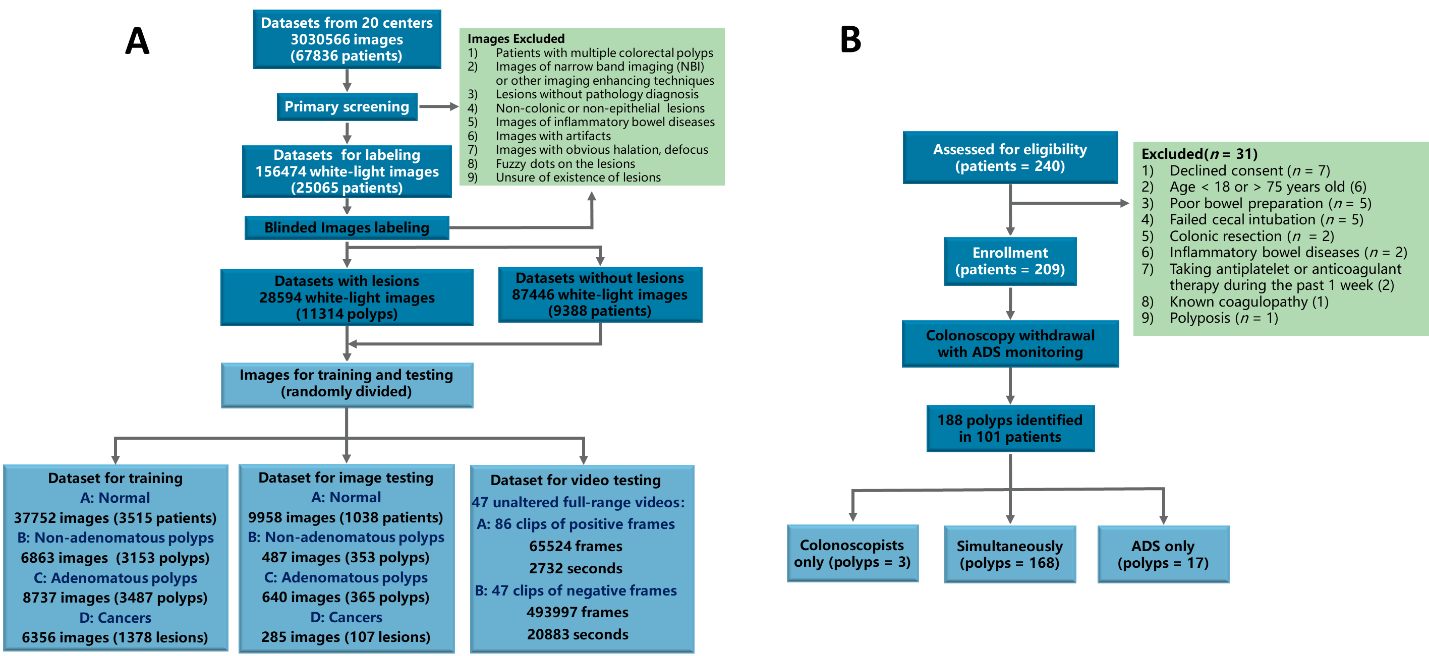 A
Datasets from 20 centers
3030566 images
(67836 patients)
Primary screening
Images Excluded
1) Patients with multiple colorectal polyps
2) Images of narrow band imaging (NBI)
or other imaging enhancing techniques
3) Lesions without pathology diagnosis
4) Non-colonic or non-epithelial lesions
5) Images of inflammatory bowel diseases
6) Images with artifacts
7) Images with obvious halation, defocus
8) Fuzzy dots on the lesions
9) Unsure of existence of lesions
Datasets for labeling
156474 white-light images
(25065 patients)
Blinded Images labeling
Datasets with lesions
28594 white-light images
(11314 polyps)
Datasets without lesions
87446 white-light images
(9388 patients)
Images for training and testing
(randomly divided)
Dataset for training
A: Normal
37752 images (3515 patients)
B: Non-adenomatous polyps
6863 images (3153 polyps)
C: Adenomatous polyps
8737 images (3487 polyps)
D: Cancers
6356 images (1378 lesions)
Dataset for image testing
A: Normal
9958 images (1038 patients)
B: Non-adenomatous polyps
487 images (353 polyps)
C: Adenomatous polyps
640 images (365 polyps)
D: Cancers
285 images (107 lesions)
Dataset for video testing
47 unaltered full-range videos:
A: 86 clips of positive frames
65524 frames
2732 seconds
B: 47 clips of negative frames
493997 frames
20883 seconds
B
Assessed for eligibility
(patients = 240)
Excluded(n = 31)
1) Declined consent (n = 7)
2) Age < 18 or > 75 years old (6)
3) Poor bowel preparation (n = 5)
4) Failed cecal intubation (n = 5)
5) Colonic resection (n = 2)
6) Inflammatory bowel diseases (n = 2)
7) Taking antiplatelet or anticoagulant
therapy during the past 1 week (2)
8) Known coagulopathy (1)
9) Polyposis (n = 1)
Enrollment
(patients = 209)
Colonoscopy withdrawal
with ADS monitoring
188 polyps identified
in 101 patients
Colonoscopists
only (polyps = 3)
Simultaneously
(polyps = 168)
ADS only
(polyps = 17)